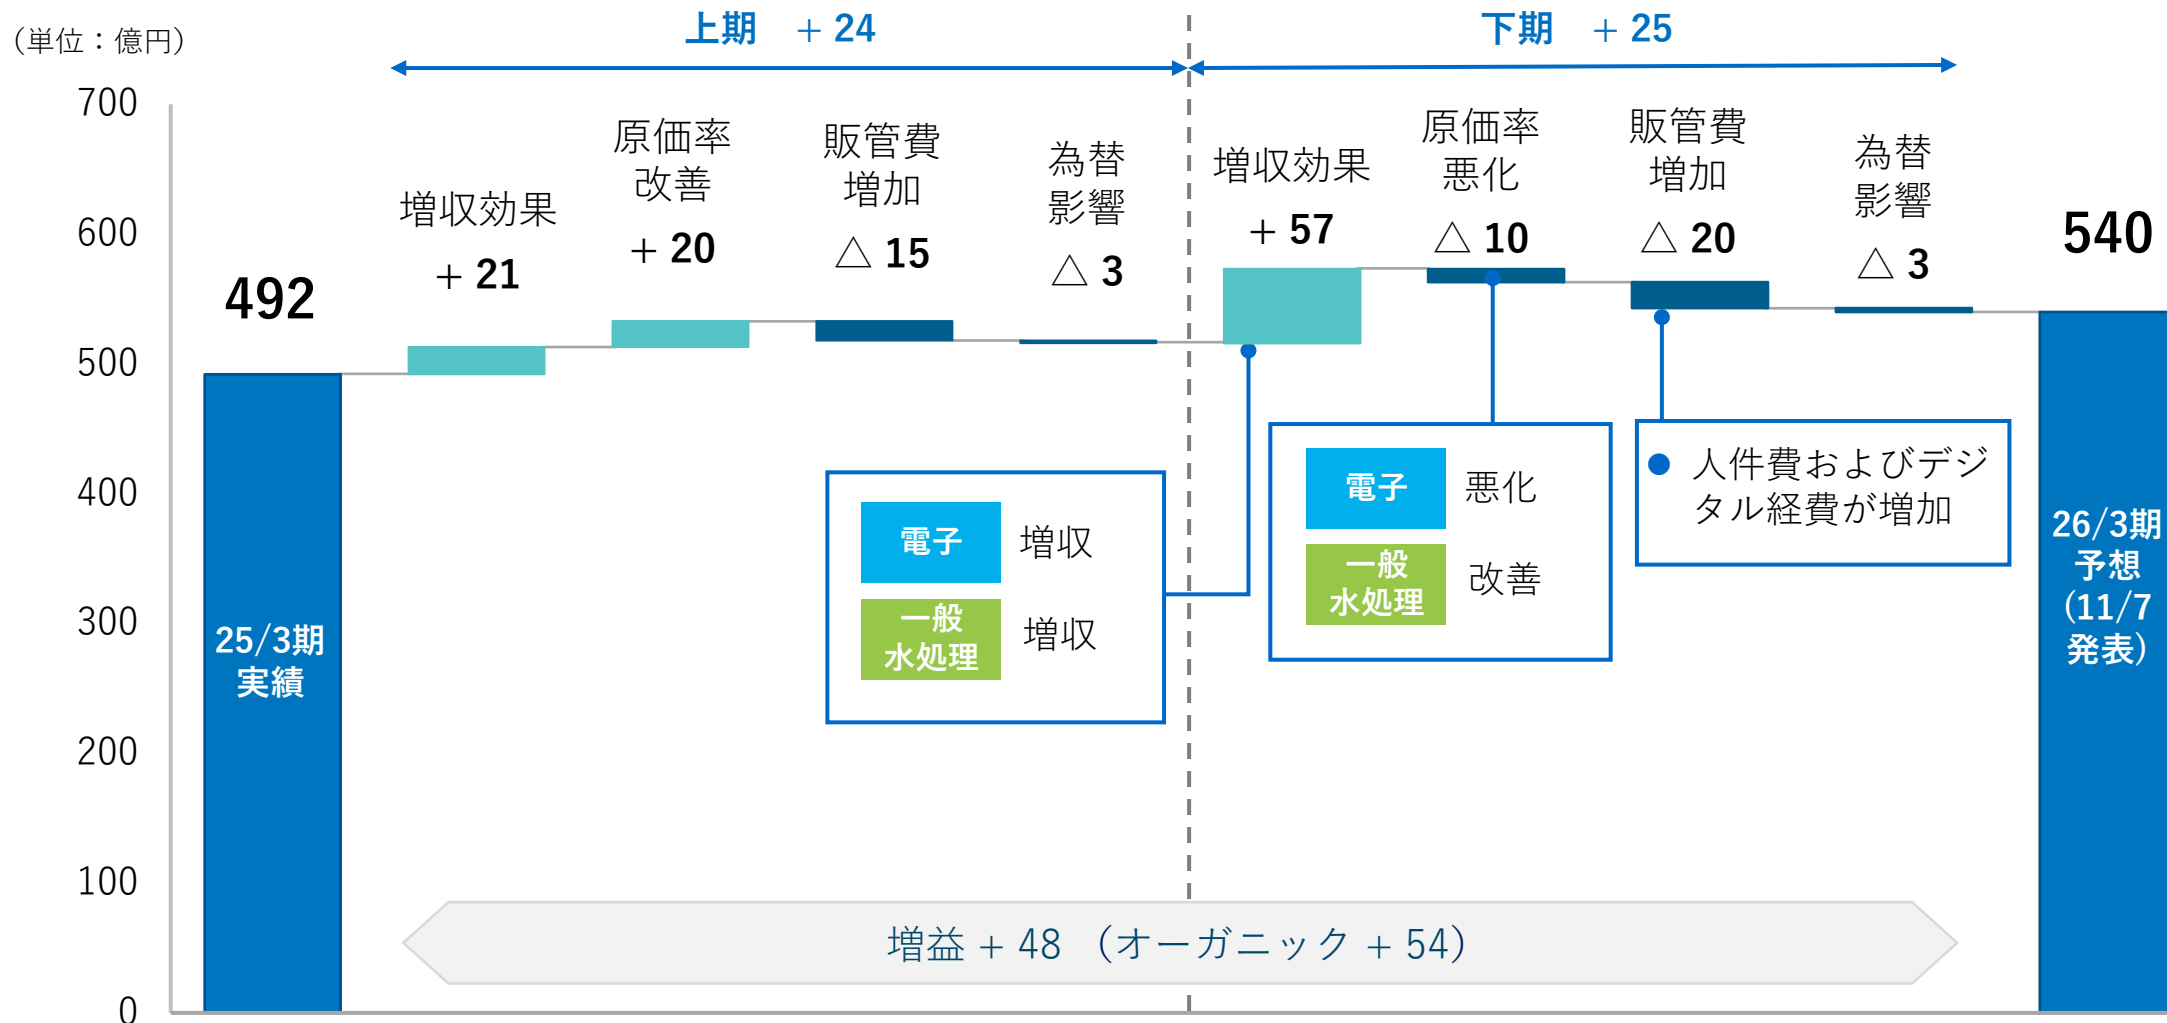 （単位：億円）
上期　+ 24
下期　+ 25
700
600
500
400
300
200
100
0
492
25/3期
実績
増収効果
+ 21
原価率
改善
+ 20
販管費
増加
△ 15
為替
影響
△ 3
増収効果
+ 57
原価率
悪化
△ 10
販管費
増加
△ 20
為替
影響
△ 3
540
26/3期
予想
（11/7
発表）
電子 増収
一般
水処理 増収
電子 悪化
一般
水処理 改善
● 人件費およびデジ
タル経費が増加
増益 + 48 （オーガニック + 54）